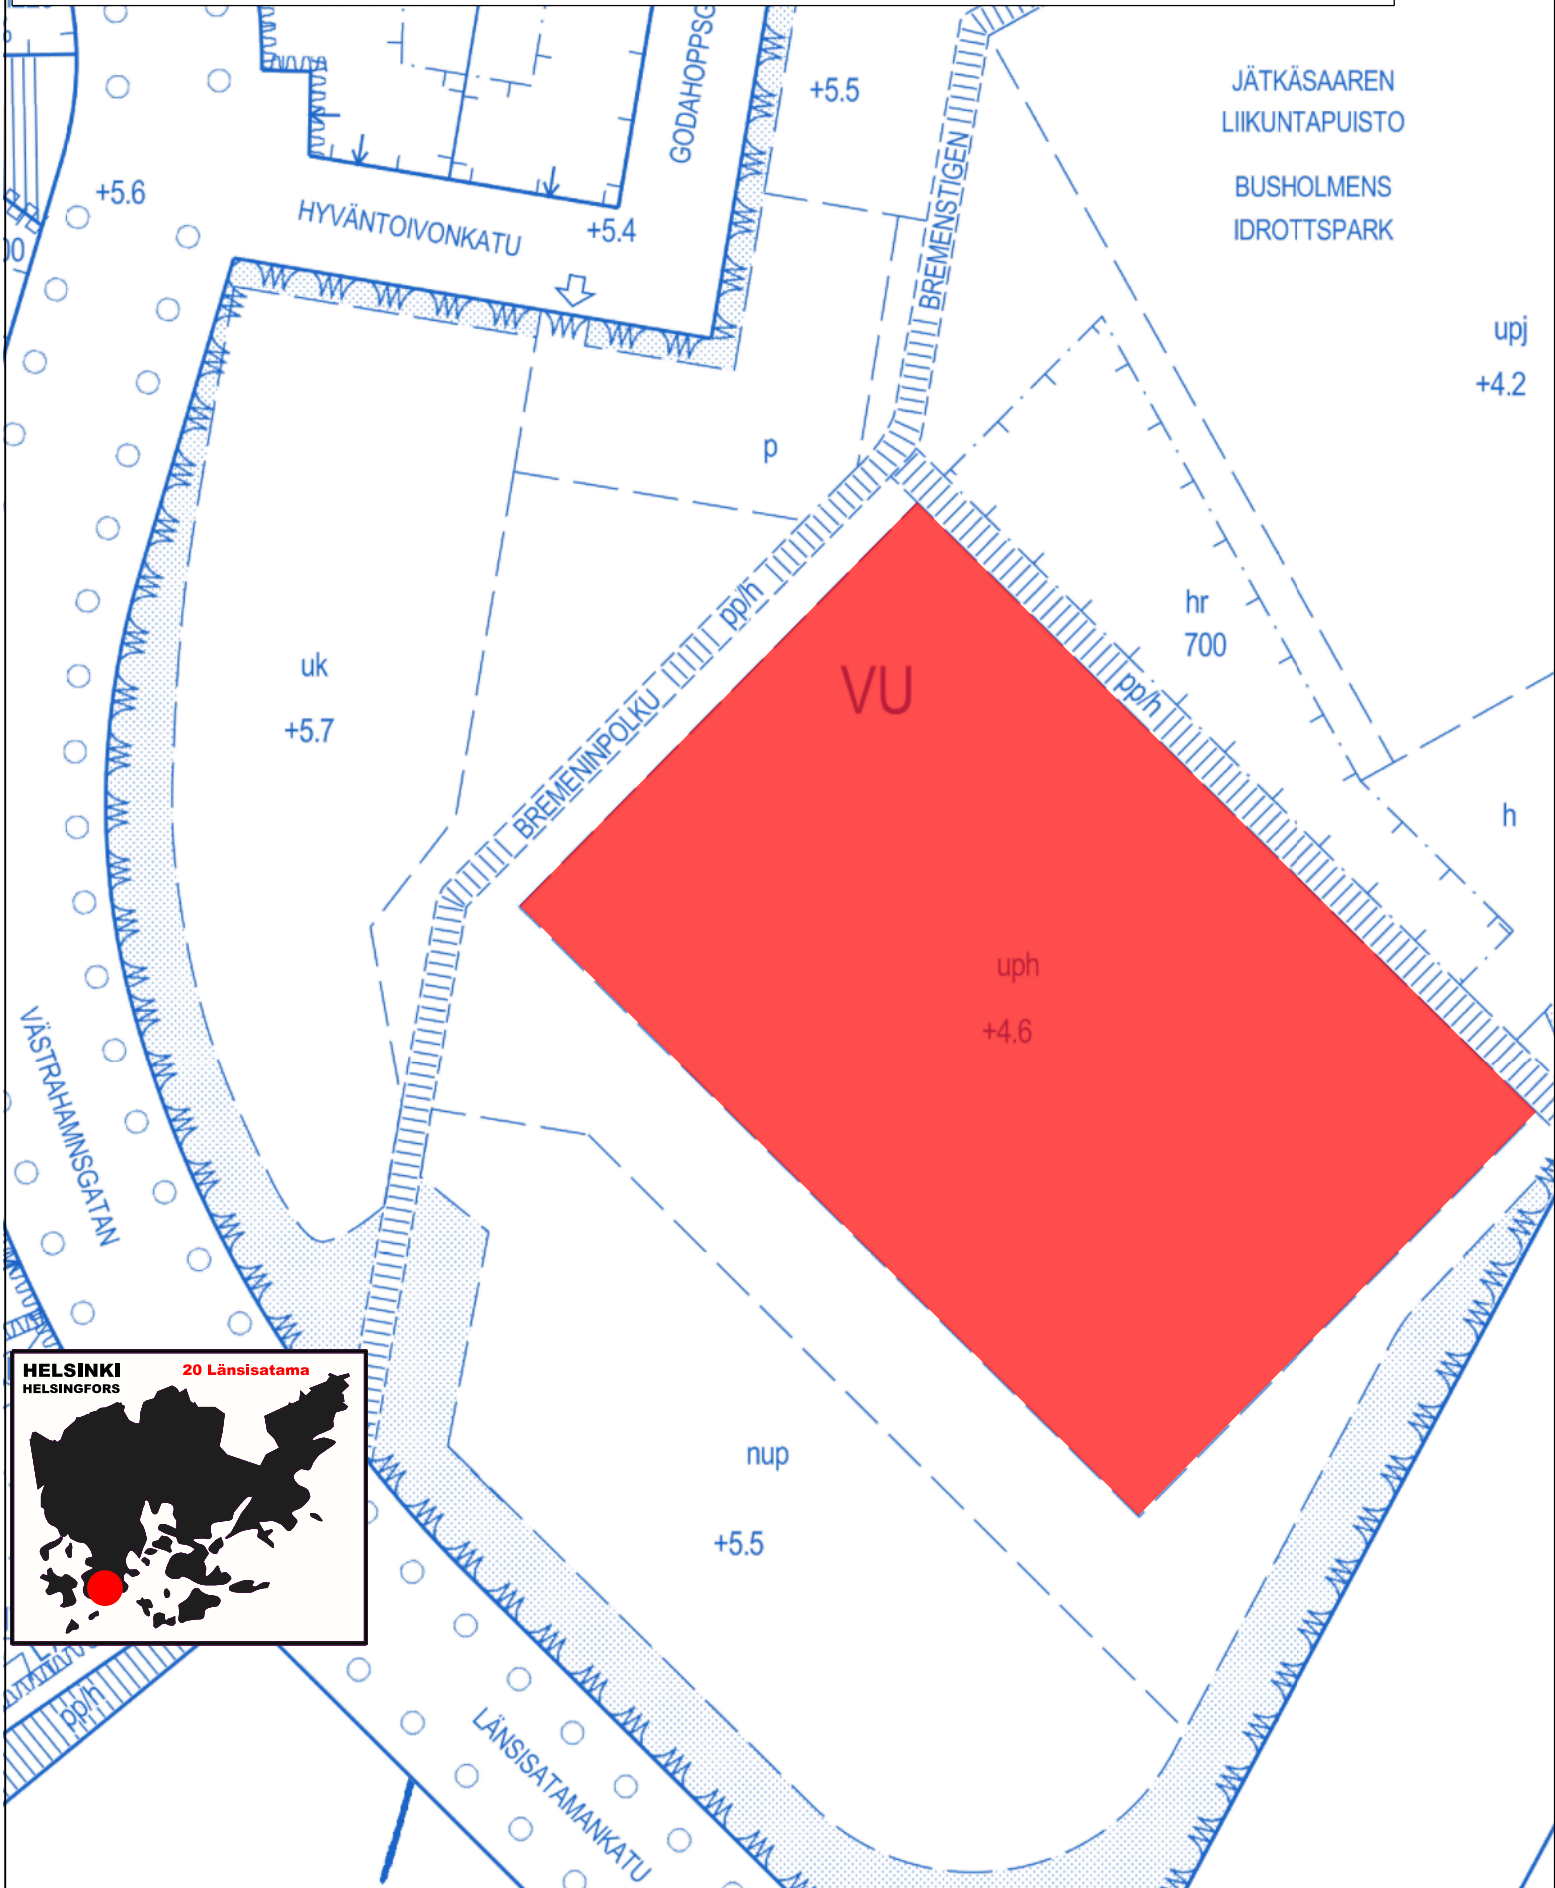 GODAHOPPSG
+5.5
BREMENSTIGEN
JÄTKÄSAAREN
LIIKUNTAPUISTO
BUSHOLMENS
IDROTTSPARK
+5.6
HYVÄNTOIVONKATU
+5.4
upj
+4.2
p
pp/h
hr
700
uk
+5.7
VU
pp/h
BREMENINPOLKU
h
uph
+4.6
VÄSTRAHAMNSGATAN
HELSINKI
HELSINGFORS
20 Länsisatama
nup
+5.5
pp/h
LÄNSISATAMANKATU